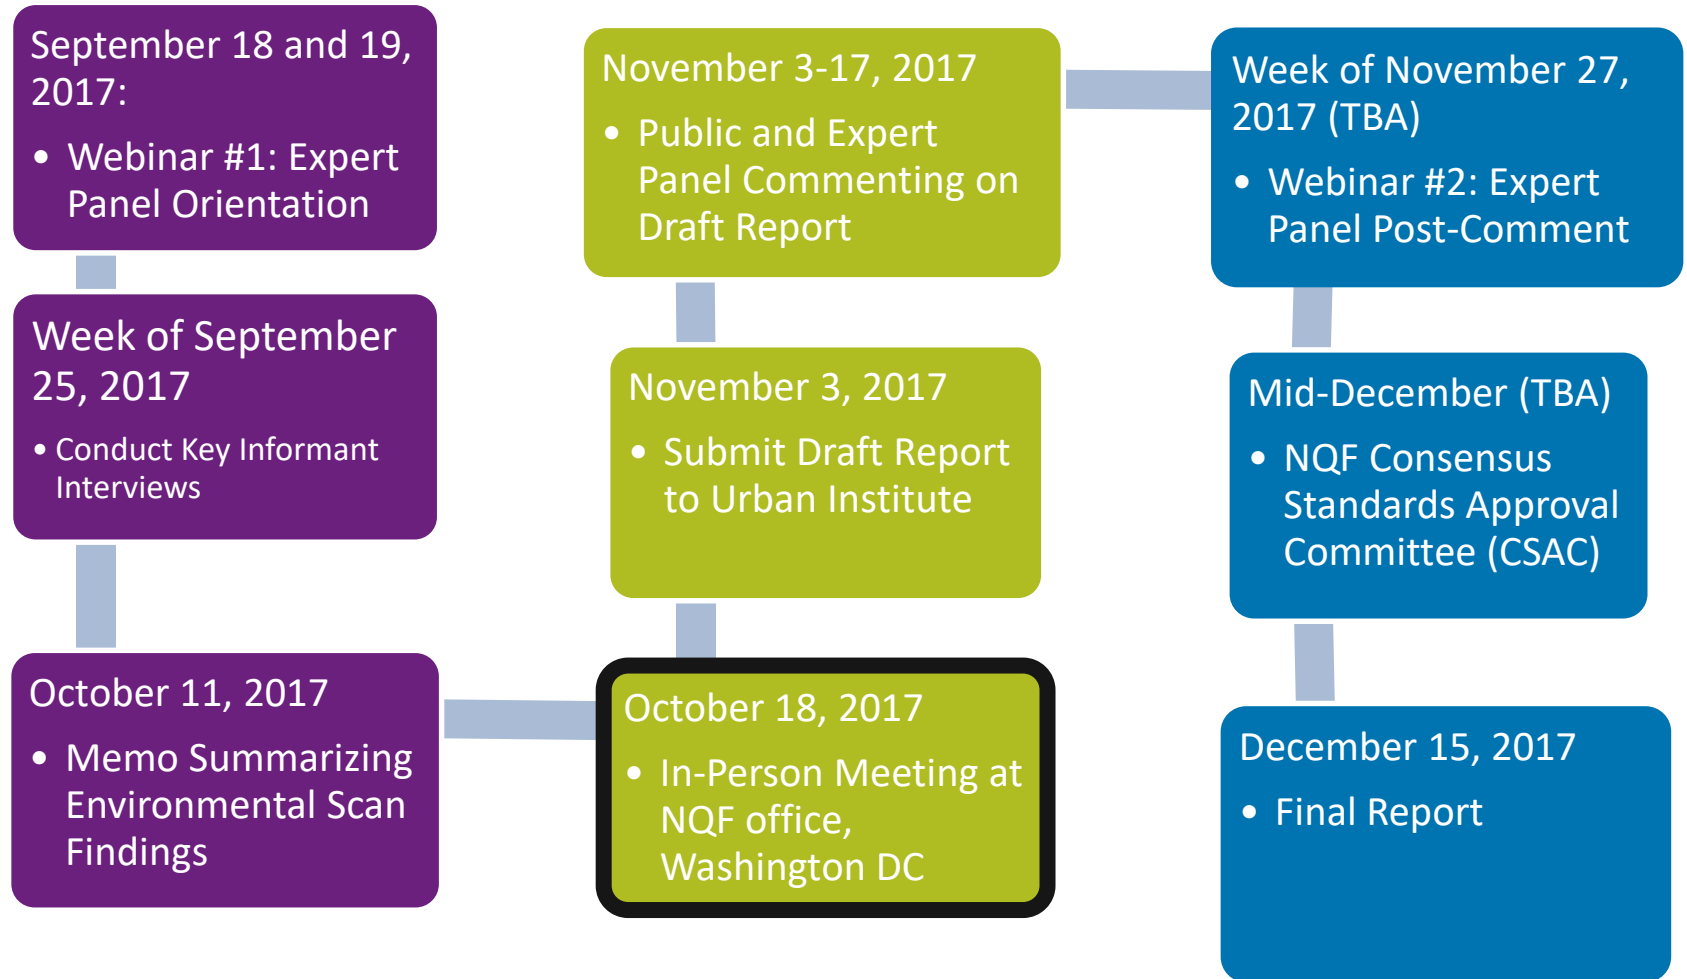 September 18 and 19,
2017:
• Webinar #1: Expert
Panel Orientation
Week of September
25, 2017
• Conduct Key Informant
Interviews
October 11, 2017
• Memo Summarizing
Environmental Scan
Findings
October 18, 2017
• In-Person Meeting at
NQF office,
Washington DC
November 3, 2017
• Submit Draft Report
to Urban Institute
November 3-17, 2017
• Public and Expert
Panel Commenting on
Draft Report
Week of November 27,
2017 (TBA)
• Webinar #2: Expert
Panel Post-Comment
Mid-December (TBA)
• NQF Consensus
Standards Approval
Committee (CSAC)
December 15, 2017
• Final Report